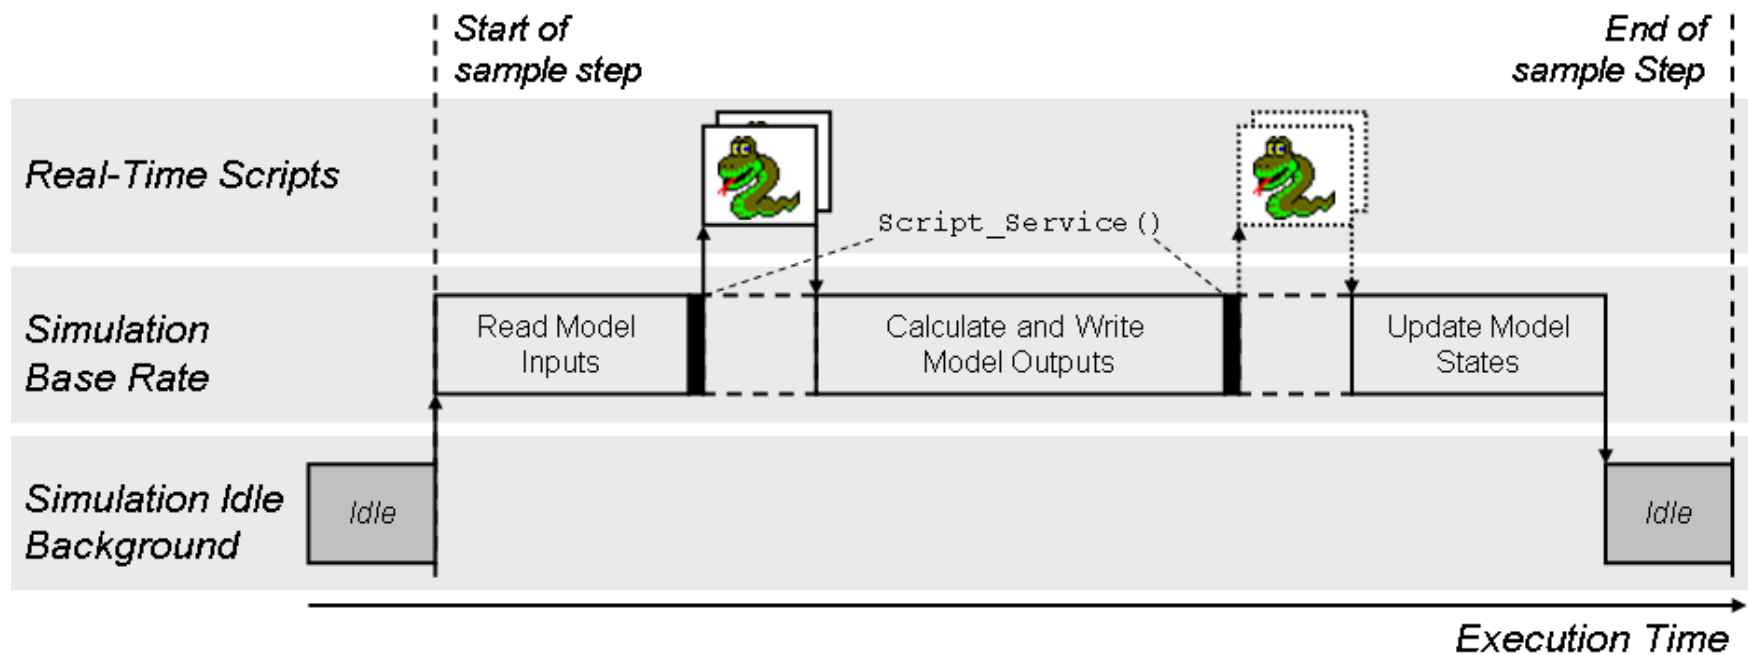 Start of
sample step
End of
sample Step
Real-Time Scripts
Script_Service()
Simulation
Base Rate
Read Model
Inputs
Calculate and Write
Model Outputs
Update Model
States
Simulation Idle
Background
Idle
Idle
Execution Time